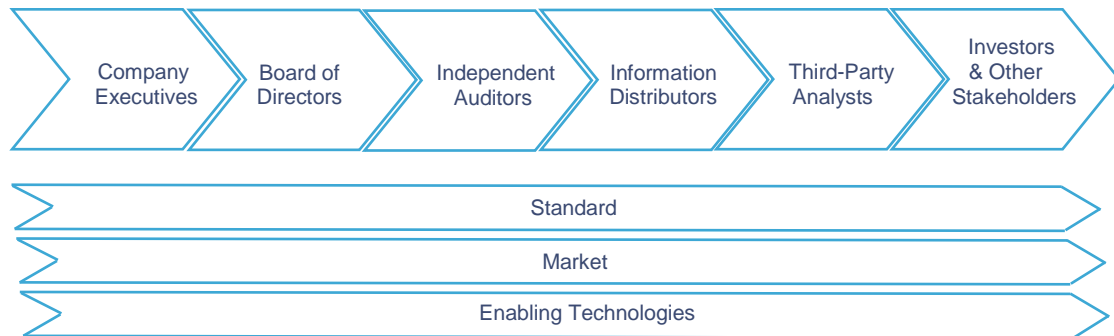 Company
Executives
Board of
Directors
Independent
Auditors
Information
Distributors
Third-Party
Analysts
Investors
& Other
Stakeholders
Standard
Market
Enabling Technologies